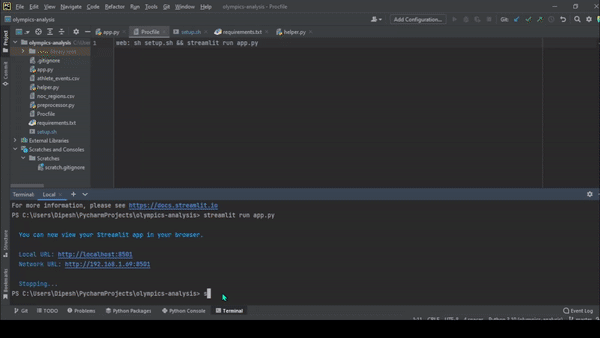 File Edit View Navigate Code Refactor Run Tools Git Window Help olympics-analysis - Procfile
olympics-analysis
Add Configuration...
Git:
Project
app.py Procfile setup.sh requirements.txt helper.py
olympics-analysis
.gitignore
app.py
athlete_events.csv
helper.py
noc_regions.csv
preprocessor.py
Procfile
requirements.txt
setup.sh
External Libraries
Scratches and Consoles
Scratches
scratch.gitignore
1 web: sh setup.sh && streamlit run app.py
Commit
Structure
Bookmarks
Terminal: Local
For more information, please see https://docs.streamlit.io
PS C:\Users\Dipesh\PycharmProjects\olympics-analysis> streamlit run app.py
You can now view your Streamlit app in your browser.
Local URL: http://localhost:8501
Network URL: http://192.168.1.69:8501
Stopping...
PS C:\Users\Dipesh\PycharmProjects\olympics-analysis> s
Git TODO Problems Python Packages Python Console Terminal Event Log